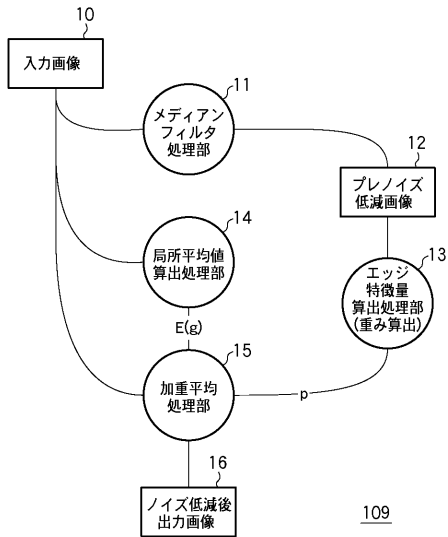 10
入力画像
11
メディアン
フィルタ
処理部
12
プレノイズ
低減画像
14
局所平均値
算出処理部
13
エッジ
特徴量
算出処理部
(重み算出)
E(g)
15
加重平均
処理部
p
16
ノイズ低減後
出力画像
109